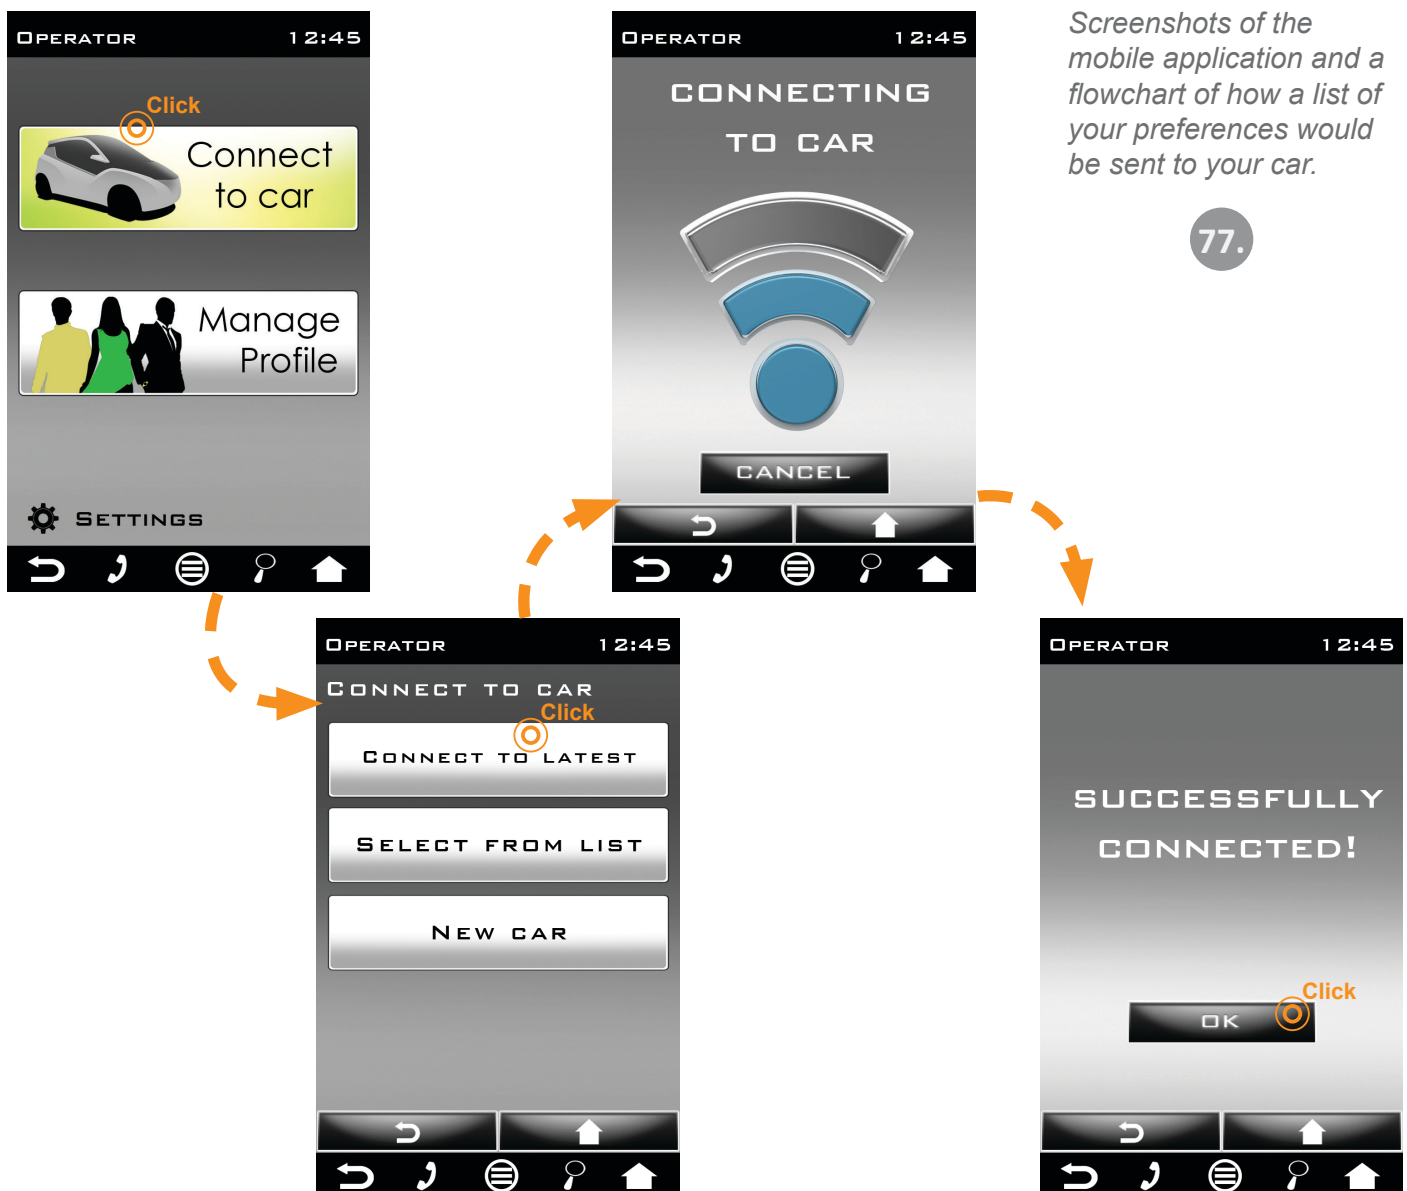 OPERATOR 12:45
Click
Connect
to car
Manage
Profile
SETTINGS
OPERATOR 12:45
CONNECT TO CAR
Click
CONNECT TO LATEST
SELECT FROM LIST
NEW CAR
OPERATOR 12:45
CONNECTING
TO CAR
CANCEL
OPERATOR 12:45
SUCCESSFULLY
CONNECTED!
Click
OK
Screenshots of the
mobile application and a
flowchart of how a list of
your preferences would
be sent to your car.
77.